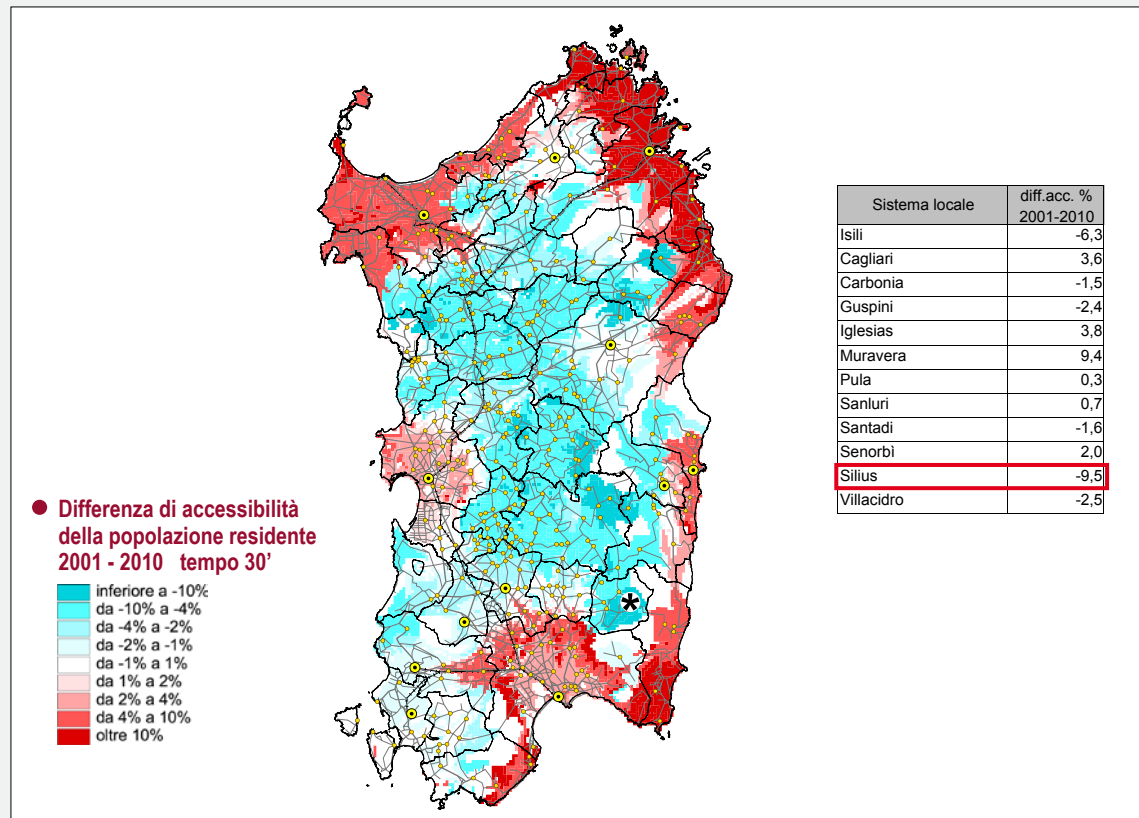 Sistema locale diff.acc. % 2001-2010
Isili -6,3
Cagliari 3,6
Carbonia -1,5
Guspini -2,4
Iglesias 3,8
Muravera 9,4
Pula 0,3
Sanluri 0,7
Santadi -1,6
Senorbì 2,0
Silius -9,5
Villacidro -2,5
Differenza di accessibilità
della popolazione residente
2001 - 2010 tempo 30'
inferiore a -10%
da -10% a -4%
da -4% a -2%
da -2% a -1%
da -1% a 1%
da 1% a 2%
da 2% a 4%
da 4% a 10%
oltre 10%
*